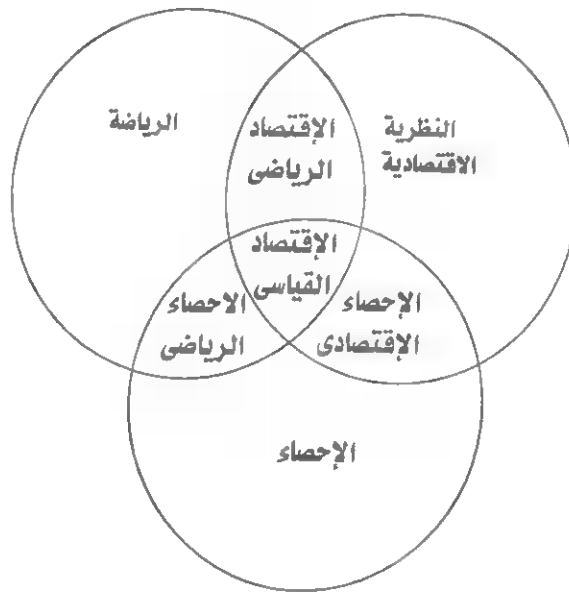 النظرية
الاقتصادية
الإقتصاد
الرياضى
الرياضة
الإقتصاد
القياسى
الإحصاء
الإقتصادى
الاحصاء
الرياضى
الإحصاء